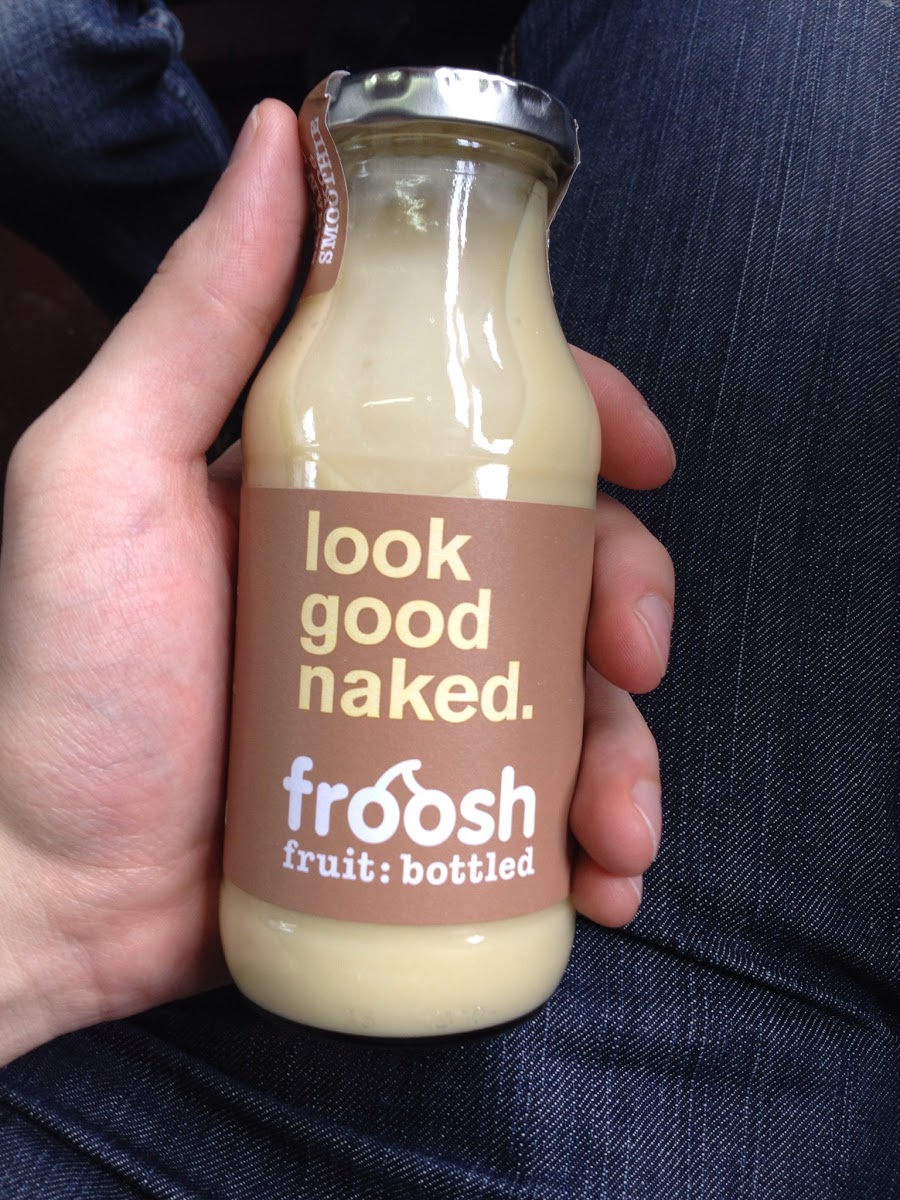 SMOOTHIE
look
good
naked.
froosh
fruit: bottled